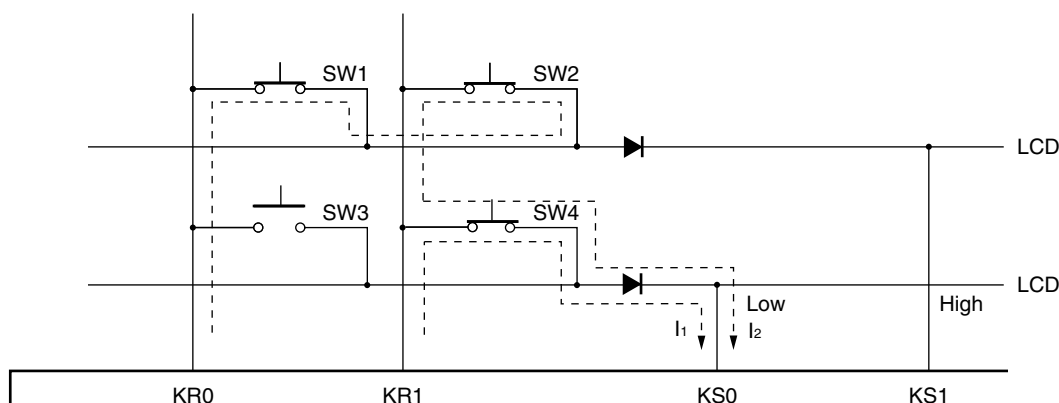 SW1
SW2
LCD
SW3
SW4
LCD
Low
High
I1
I2
KR0
KR1
KS0
KS1